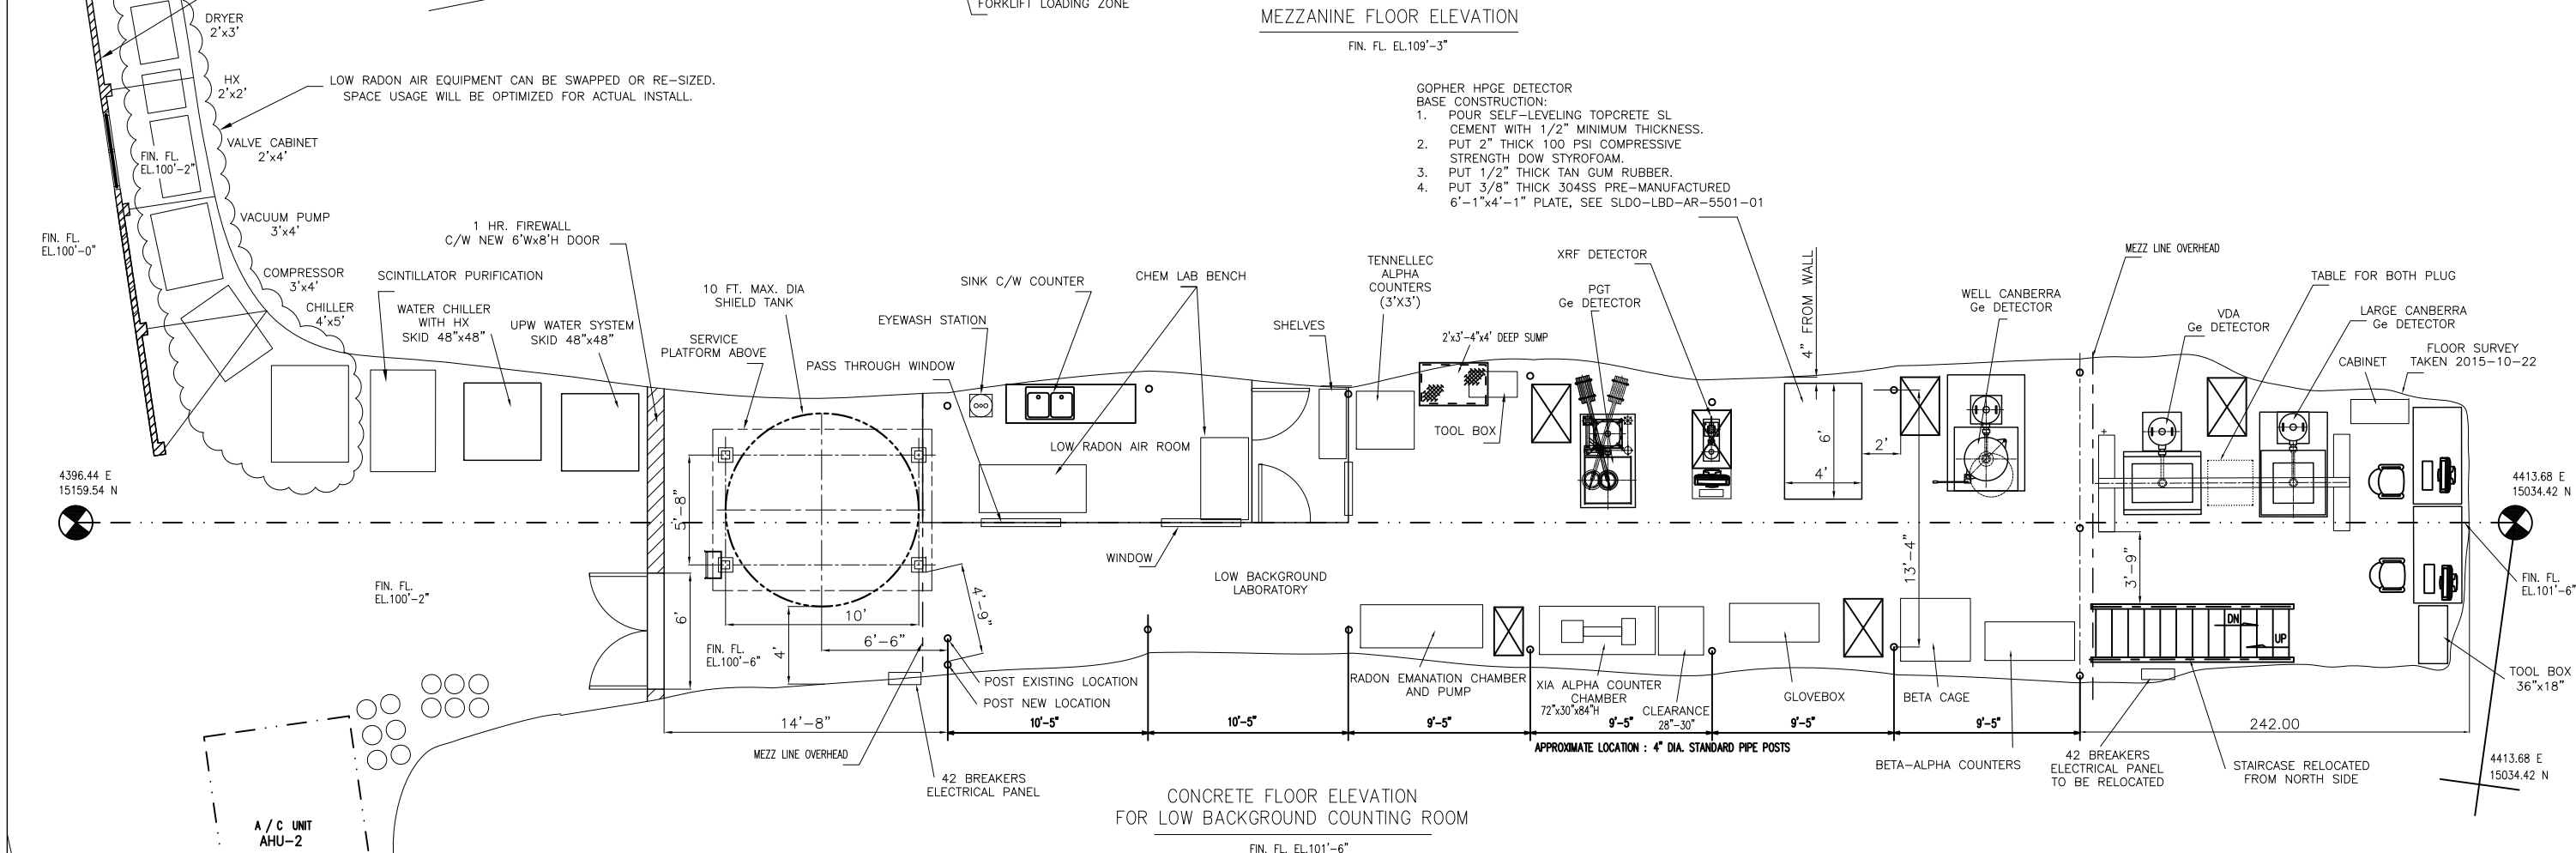 FORKLIFT LOADING ZONE
MEZZANINE FLOOR ELEVATION
FIN. FL. EL.109'-3"
DRYER
2'x3'
HX
2'x2'
LOW RADON AIR EQUIPMENT CAN BE SWAPPED OR RE-SIZED.
SPACE USAGE WILL BE OPTIMIZED FOR ACTUAL INSTALL.
VALVE CABINET
2'x4'
FIN. FL.
EL.100'-2"
VACUUM PUMP
3'x4'
FIN. FL.
EL.100'-0"
COMPRESSOR
3'x4'
CHILLER
4'x5'
SCINTILLATOR PURIFICATION
WATER CHILLER
WITH HX
SKID 48"x48"
UPW WATER SYSTEM
SKID 48"x48"
1 HR. FIREWALL
C/W NEW 6'Wx8'H DOOR
10 FT. MAX. DIA
SHIELD TANK
SERVICE
PLATFORM ABOVE
PASS THROUGH WINDOW
EYEWASH STATION
SINK C/W COUNTER
CHEM LAB BENCH
SHELVES
TENNELLEC
ALPHA
COUNTERS
(3'X3')
2'x3'-4"x4' DEEP SUMP
TOOL BOX
GOPHER HPGE DETECTOR
BASE CONSTRUCTION:
1. POUR SELF-LEVELING TOPCRETE SL
CEMENT WITH 1/2" MINIMUM THICKNESS.
2. PUT 2" THICK 100 PSI COMPRESSIVE
STRENGTH DOW STYROFOAM.
3. PUT 1/2" THICK TAN GUM RUBBER.
4. PUT 3/8" THICK 304SS PRE-MANUFACTURED
6'-1"x4'-1" PLATE, SEE SLDO-LBD-AR-5501-01
XRF DETECTOR
PGT
Ge DETECTOR
4" FROM WALL
6'
4'
2'
WELL CANBERRA
Ge DETECTOR
MEZZ LINE OVERHEAD
VDA
Ge DETECTOR
TABLE FOR BOTH PLUG
LARGE CANBERRA
Ge DETECTOR
CABINET
FLOOR SURVEY
TAKEN 2015-10-22
4396.44 E
15159.54 N
4413.68 E
15034.42 N
LOW RADON AIR ROOM
WINDOW
LOW BACKGROUND
LABORATORY
5'-8"
10'
6'-6"
4'-9"
4'
6'
13'-4"
3'-9"
FIN. FL.
EL.100'-2"
FIN. FL.
EL.100'-6"
FIN. FL.
EL.101'-6"
DN
UP
POST EXISTING LOCATION
POST NEW LOCATION
RADON EMANATION CHAMBER
AND PUMP
XIA ALPHA COUNTER
CHAMBER
72"x30"x84"H
CLEARANCE
28"-30"
GLOVEBOX
BETA CAGE
TOOL BOX
36"x18"
14'-8"
10'-5"
10'-5"
9'-5"
9'-5"
9'-5"
9'-5"
242.00
APPROXIMATE LOCATION : 4" DIA. STANDARD PIPE POSTS
MEZZ LINE OVERHEAD
42 BREAKERS
ELECTRICAL PANEL
BETA-ALPHA COUNTERS
42 BREAKERS
ELECTRICAL PANEL
TO BE RELOCATED
STAIRCASE RELOCATED
FROM NORTH SIDE
4413.68 E
15034.42 N
CONCRETE FLOOR ELEVATION
FOR LOW BACKGROUND COUNTING ROOM
FIN. FL. EL.101'-6"
A / C UNIT
AHU-2